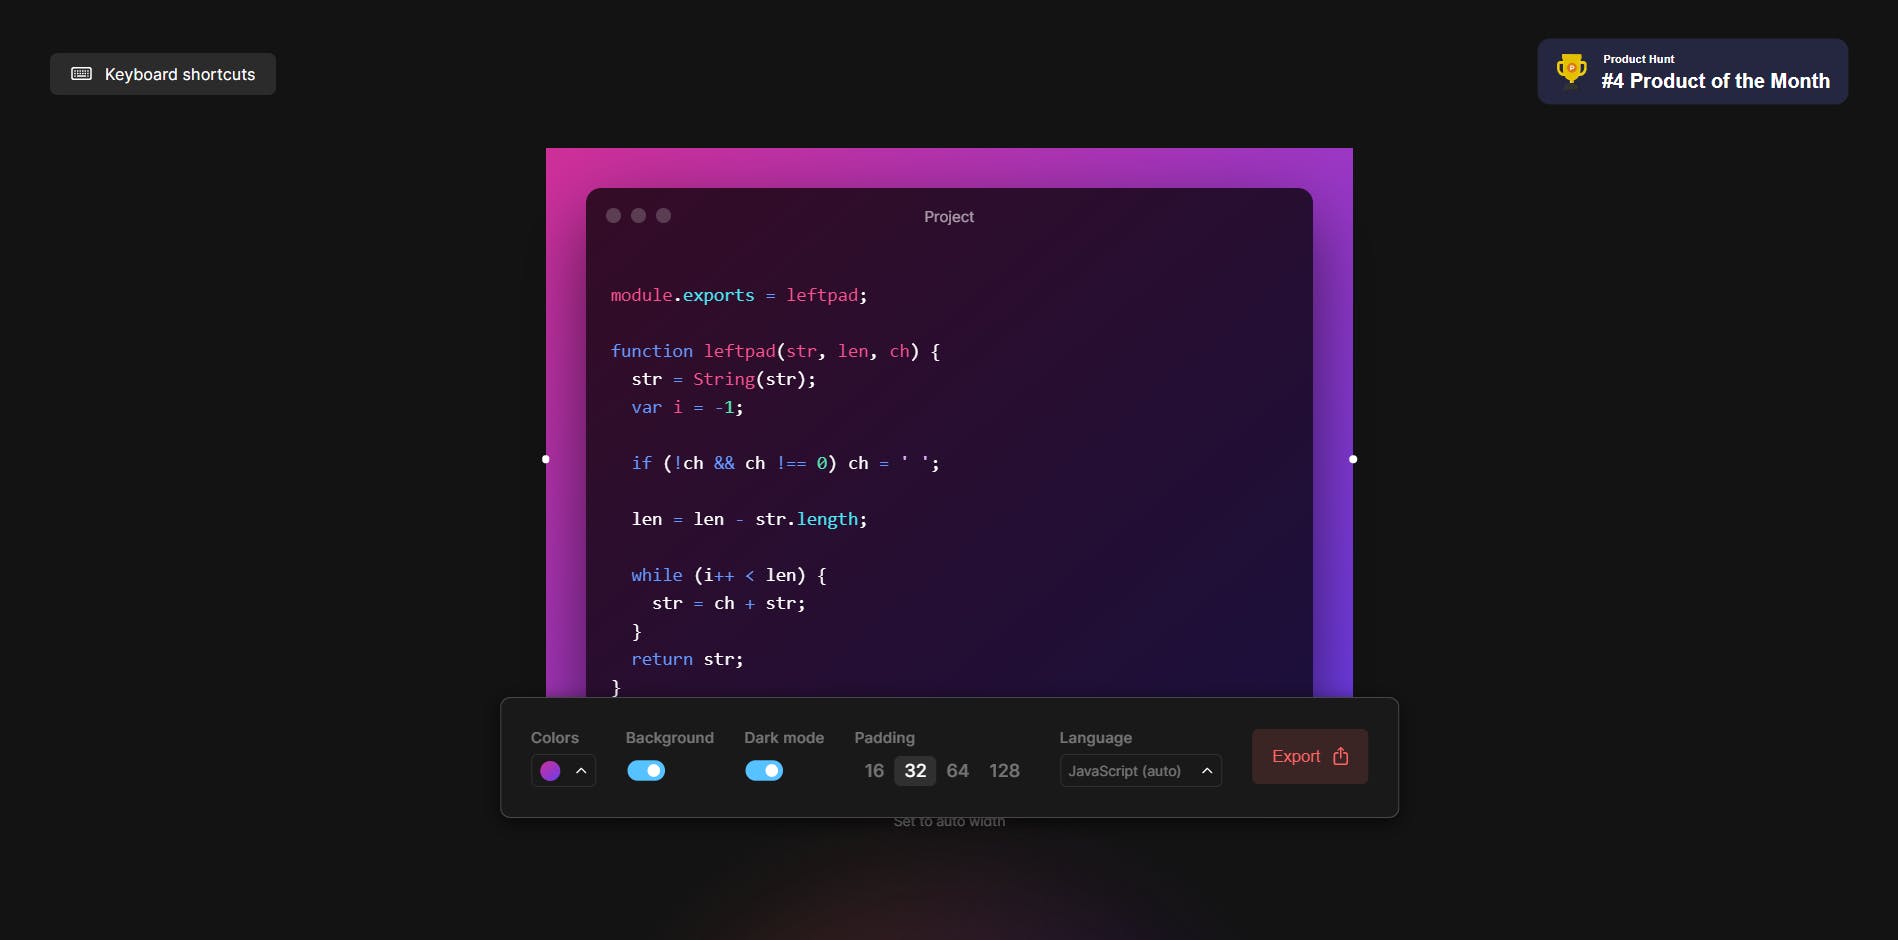 Keyboard shortcuts
Product Hunt
#4 Product of the Month
Project
module.exports = leftpad;
function leftpad(str, len, ch) {
  str = String(str);
  var i = -1;
  if (!ch && ch !== 0) ch = ' ';
  len = len - str.length;
  while (i++ < len) {
    str = ch + str;
  }
  return str;
}
Colors Background Dark mode Padding Language
16 32 64 128 JavaScript (auto)
Export
Set to auto width